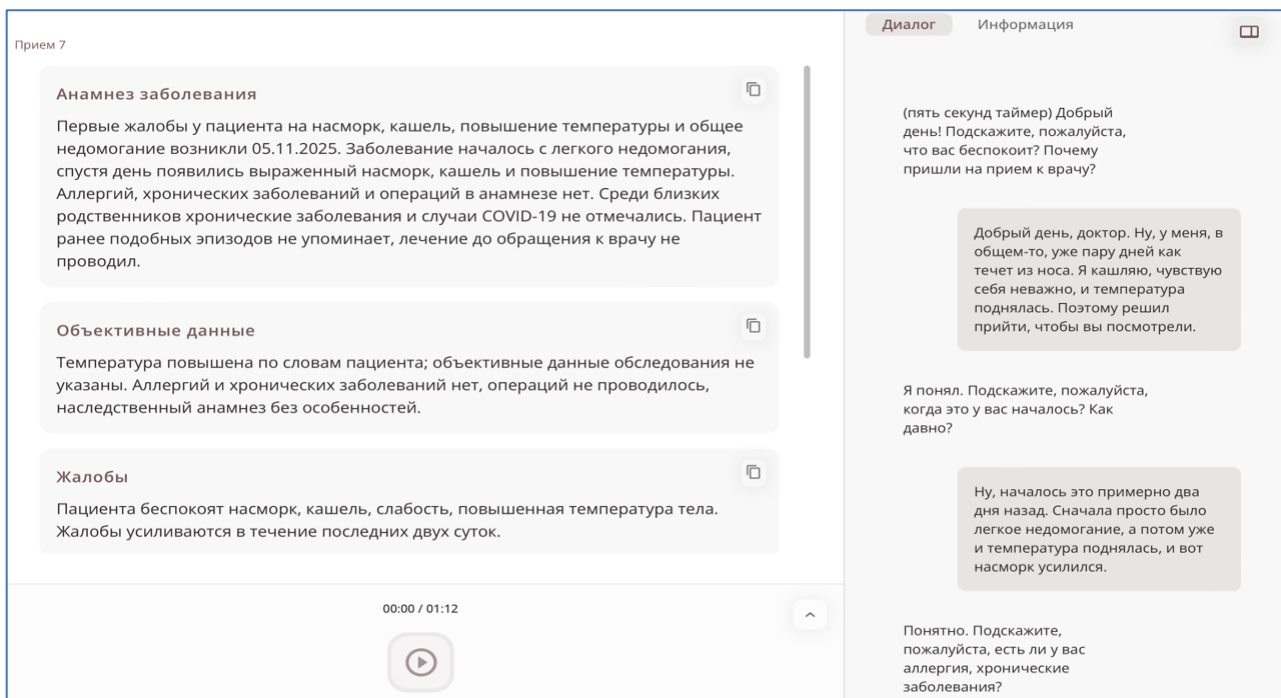 Прием 7
Анамнез заболевания
Первые жалобы у пациента на насморк, кашель, повышение температуры и общее
недомогание возникли 05.11.2025. Заболевание началось с легкого недомогания,
спустя день появились выраженный насморк, кашель и повышение температуры.
Аллергий, хронических заболеваний и операций в анамнезе нет. Среди близких
родственников хронические заболевания и случаи COVID-19 не отмечались. Пациент
ранее подобных эпизодов не упоминает, лечение до обращения к врачу не
проводил.
Объективные данные
Температура повышена по словам пациента; объективные данные обследования не
указаны. Аллергий и хронических заболеваний нет, операций не проводилось,
наследственный анамнез без особенностей.
Жалобы
Пациента беспокоят насморк, кашель, слабость, повышенная температура тела.
Жалобы усиливаются в течение последних двух суток.
00:00 / 01:12
Диалог
Информация
(пять секунд таймер) Добрый
день! Подскажите, пожалуйста,
что вас беспокоит? Почему
пришли на прием к врачу?
Добрый день, доктор. Ну, у меня, в
общем-то, уже пару дней как
течет из носа. Я кашляю, чувствую
себя неважно, и температура
поднялась. Поэтому решил
прийти, чтобы вы посмотрели.
Я понял. Подскажите, пожалуйста,
когда это у вас началось? Как
давно?
Ну, началось это примерно два
дня назад. Сначала просто было
легкое недомогание, а потом уже
и температура поднялась, и вот
насморк усилился.
Понятно. Подскажите,
пожалуйста, есть ли у вас
аллергия, хронические
заболевания?